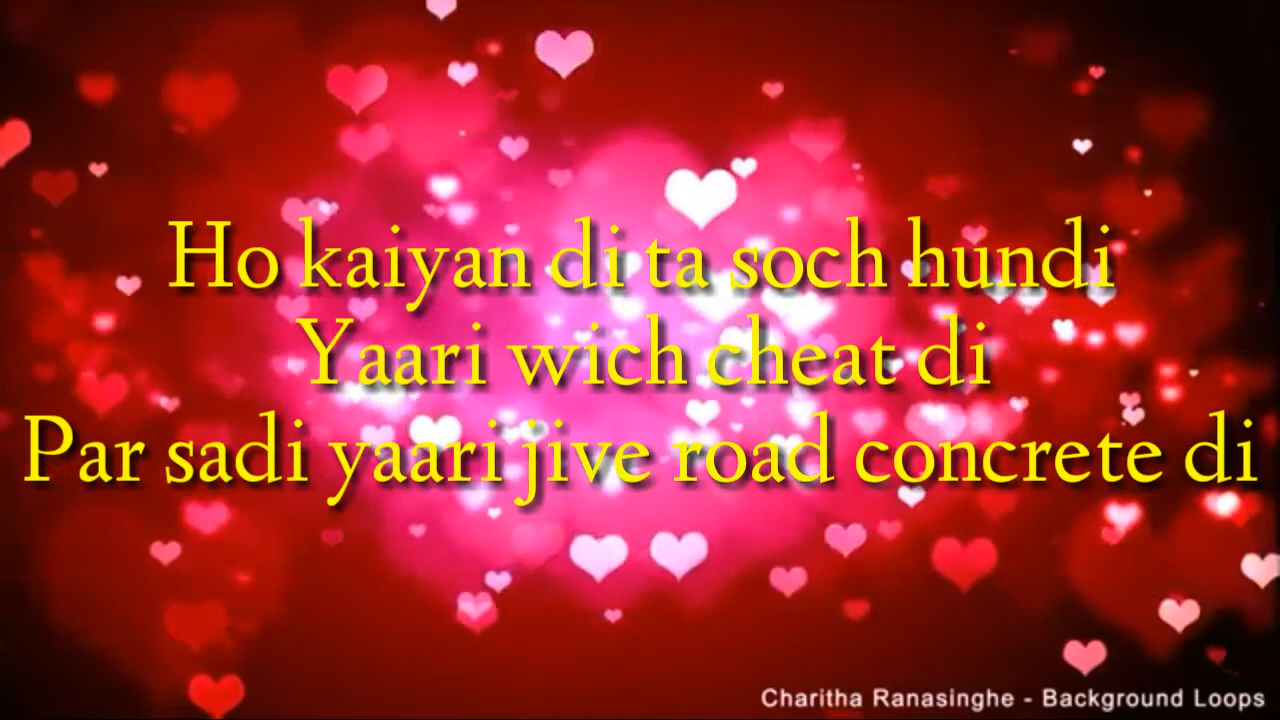 Ho kaiyan di ta soch hundi
Yaari wich cheat di
Par sadi yaari jive road concrete di
Charitha Ranasinghe - Background Loops